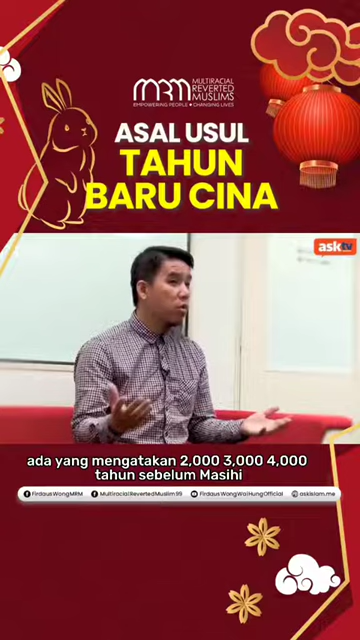 MRM MULTIRACIAL
REVERTED
MUSLIMS
EMPOWERING PEOPLE • CHANGING LIVES
ASAL USUL
TAHUN
BARU CINA
asktv
ada yang mengatakan 2,000 3,000 4,000
tahun sebelum Masihi
FirdausWongMRM MultiracialRevertedMuslim99 FirdausWongWaiHungOfficial askislam.me